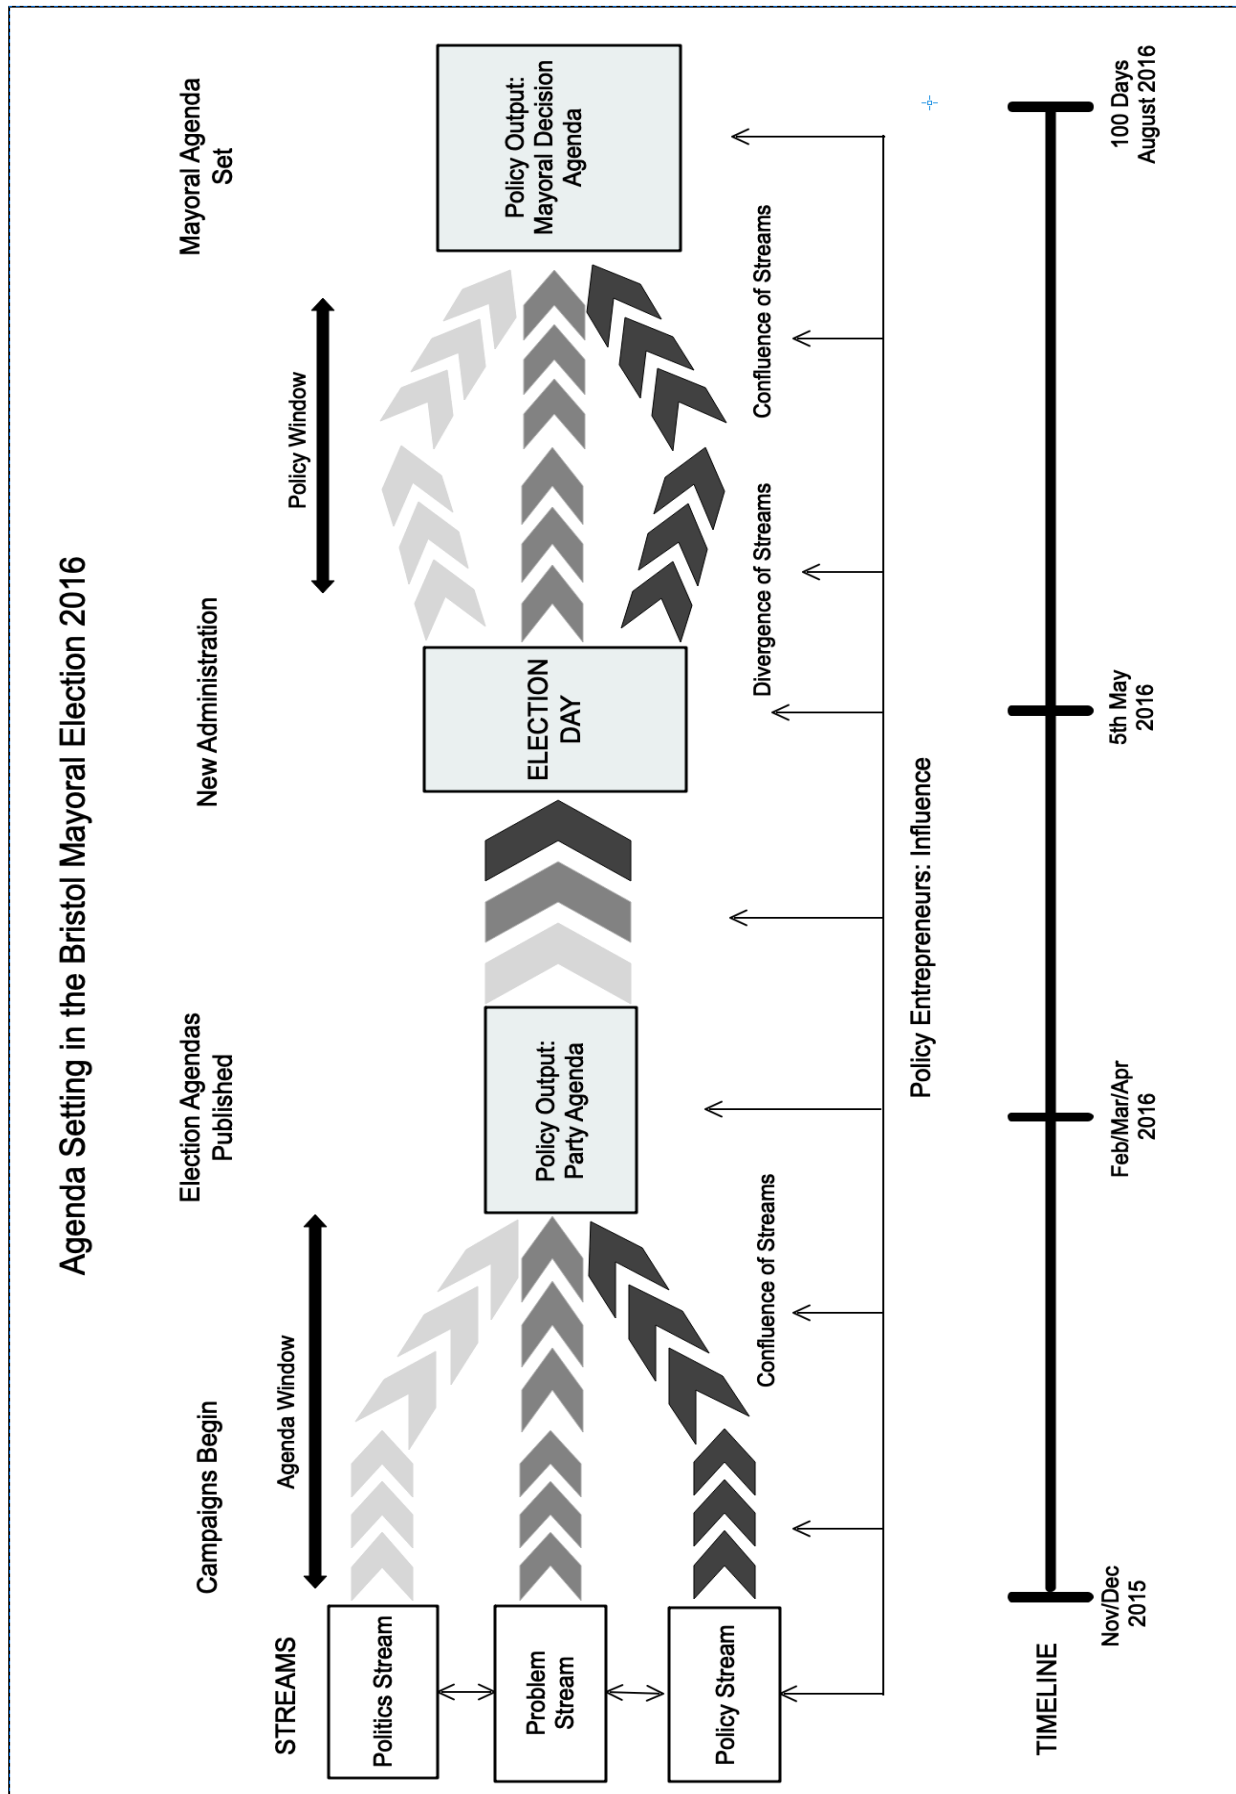 Agenda Setting in the Bristol Mayoral Election 2016
Campaigns Begin
Election Agendas
Published
New Administration
Mayoral Agenda
Set
STREAMS
Agenda Window
Policy Window
Politics Stream
Problem
Stream
Policy Stream
Policy Output:
Party Agenda
ELECTION
DAY
Policy Output:
Mayoral Decision
Agenda
Confluence of Streams
Divergence of Streams
Confluence of Streams
Policy Entrepreneurs: Influence
TIMELINE
Nov/Dec
2015
Feb/Mar/Apr
2016
5th May
2016
100 Days
August 2016